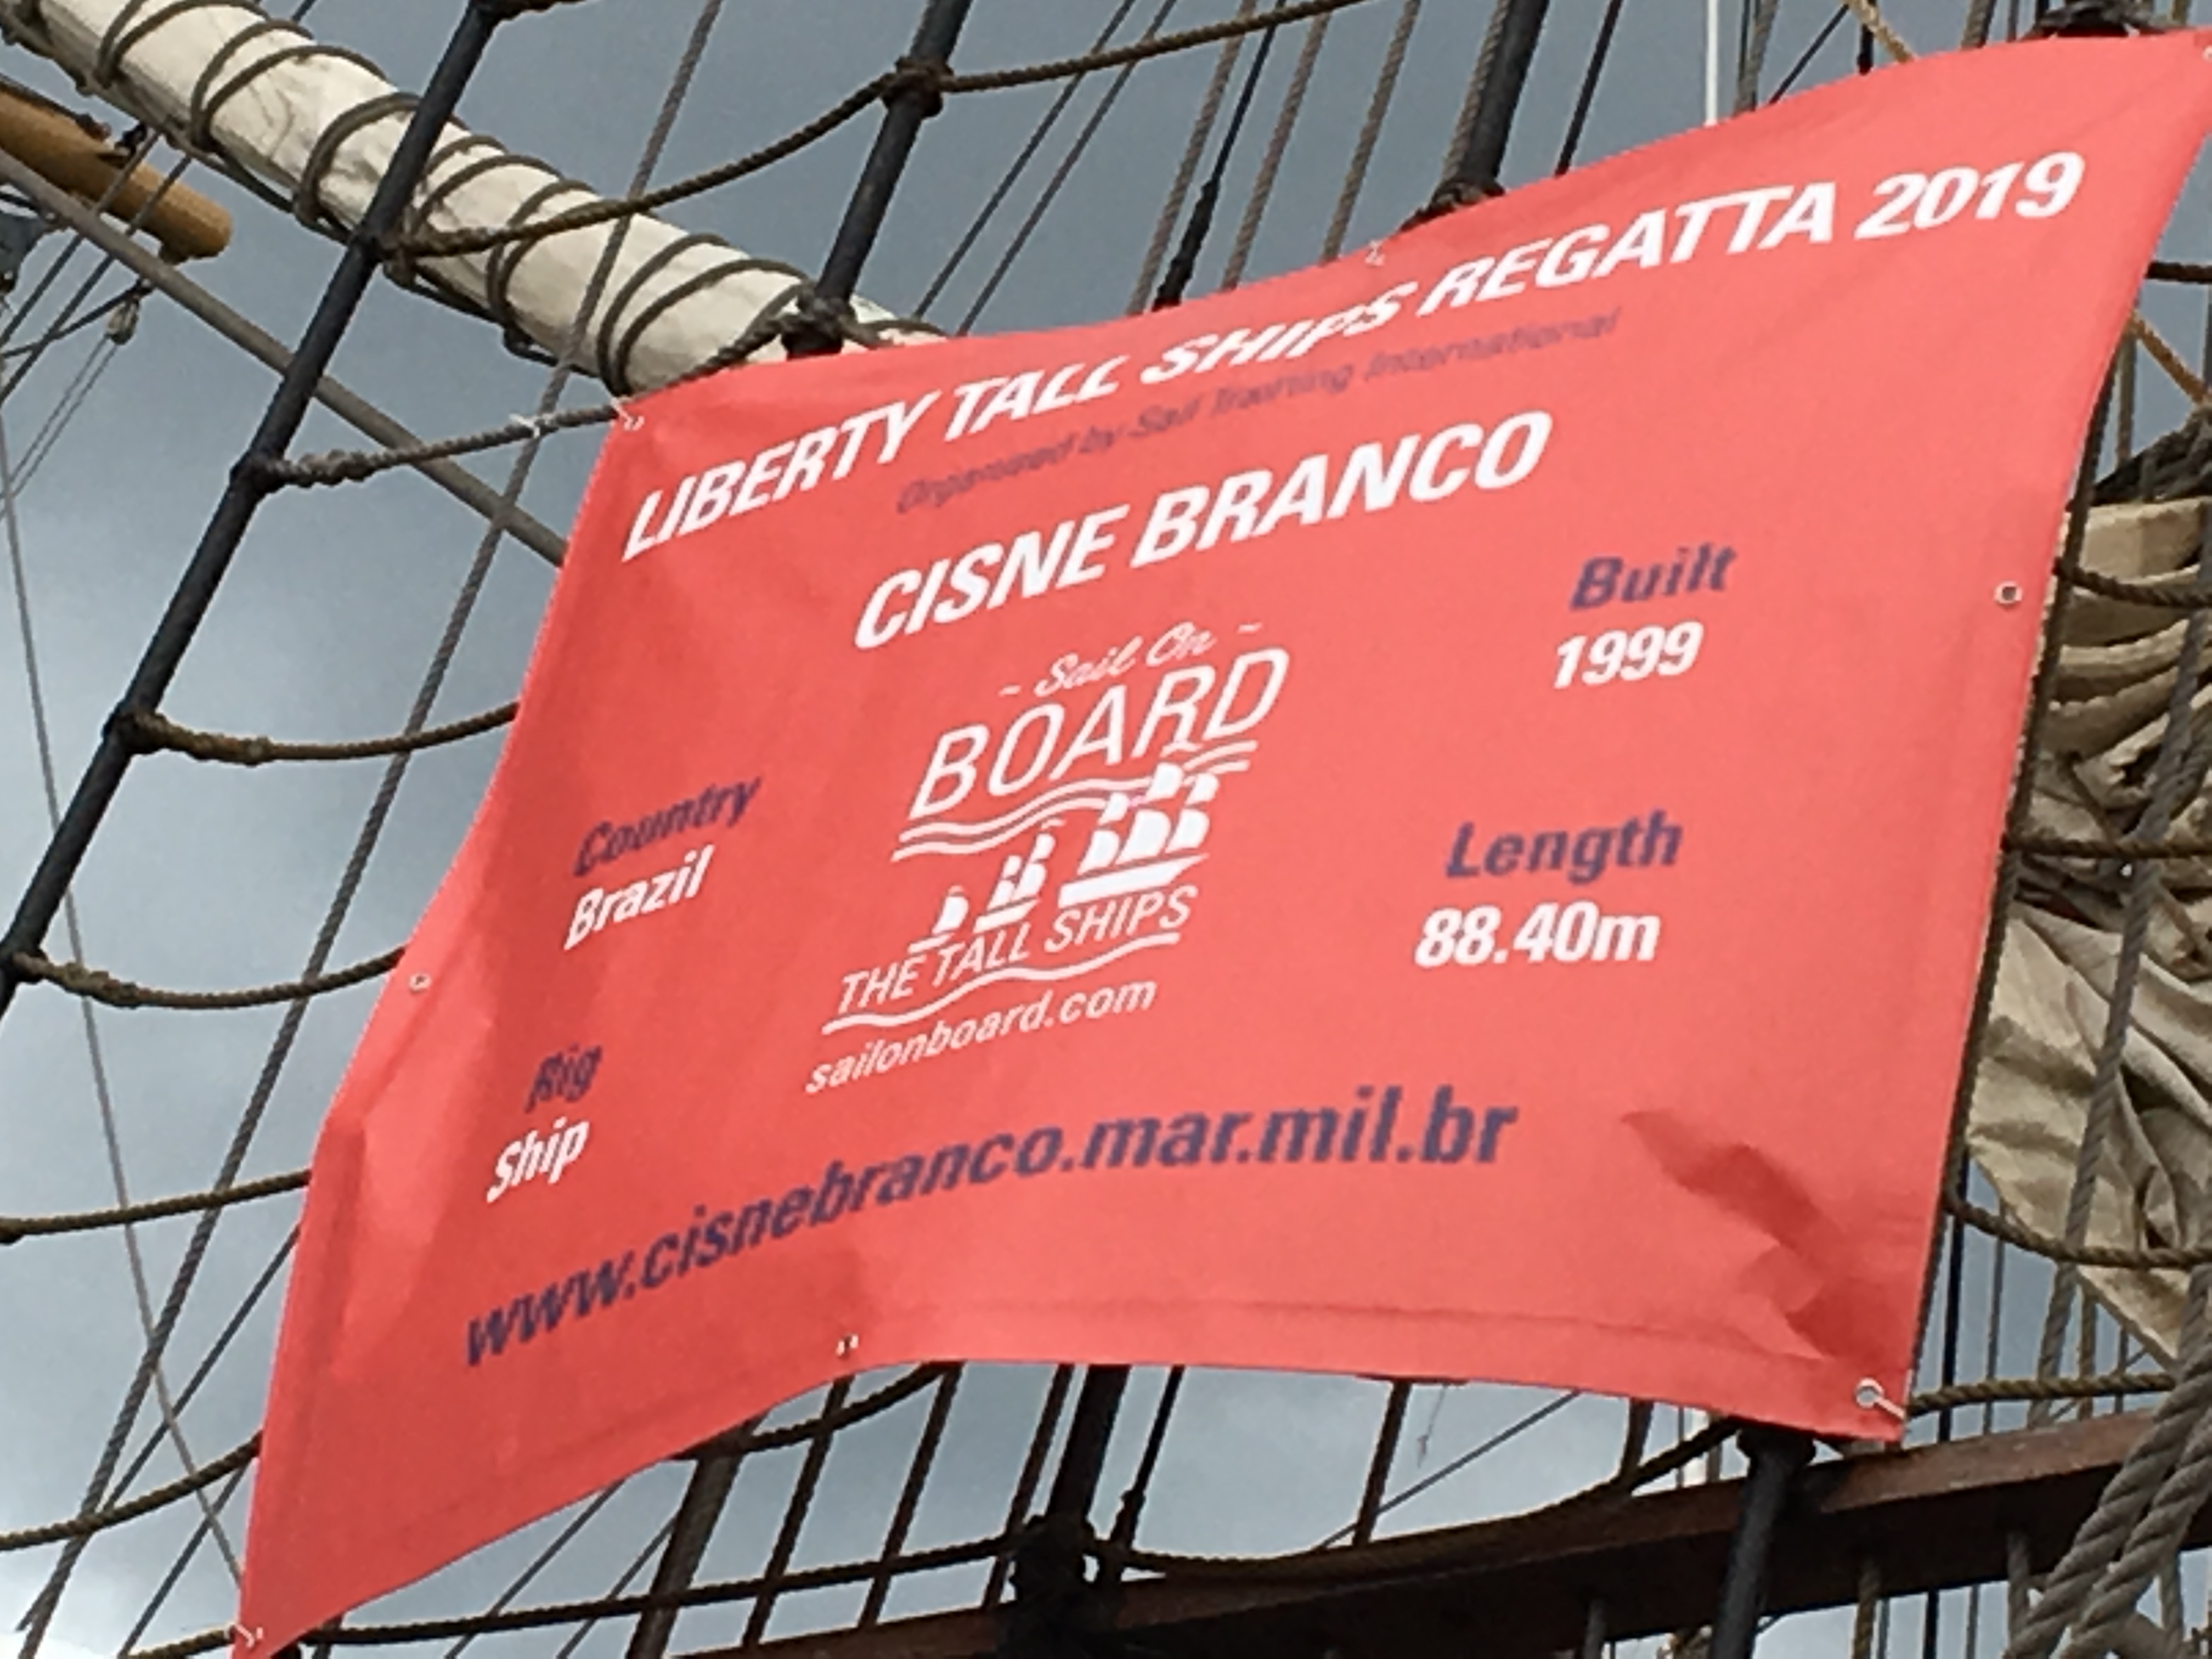 LIBERTY TALL SHIPS REGATTA 2019
Organised by Sail Training International
CISNE BRANCO
Built
1999
~ Sail On ~
BOARD
THE TALL SHIPS
sailonboard.com
Country
Brazil
Length
88.40m
Rig
Ship
www.cisnebranco.mar.mil.br